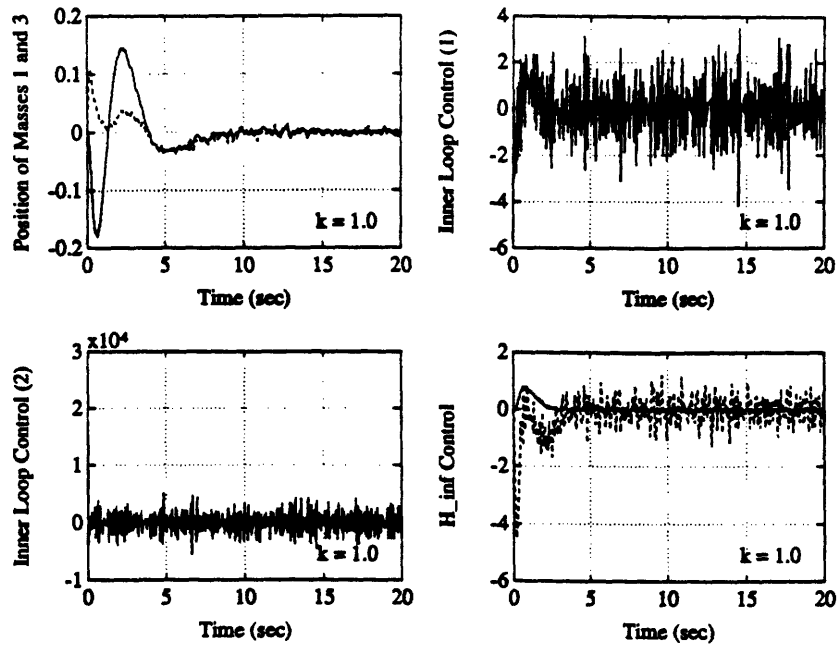 Position of Masses 1 and 3
0.2
0.1
0
-0.1
-0.2
k = 1.0
0 5 10 15 20
Time (sec)
Inner Loop Control (1)
4
2
0
-2
-4
-6
k = 1.0
0 5 10 15 20
Time (sec)
Inner Loop Control (2)
x10⁴
3
2
1
0
-1
k = 1.0
0 5 10 15 20
Time (sec)
H_inf Control
2
0
-2
-4
-6
k = 1.0
0 5 10 15 20
Time (sec)